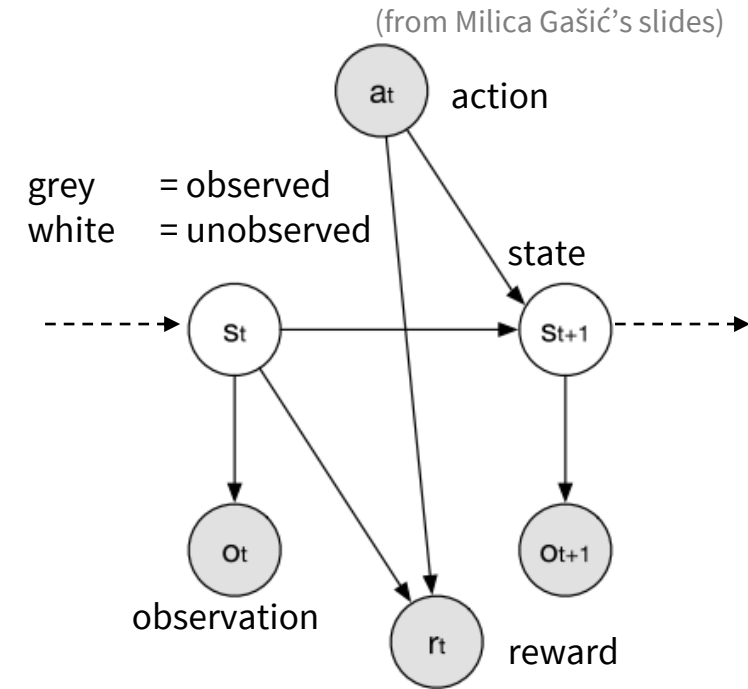 (from Milica Gašić’s slides)
at
action
grey = observed
white = unobserved
state
st
st+1
ot
ot+1
observation
rt
reward